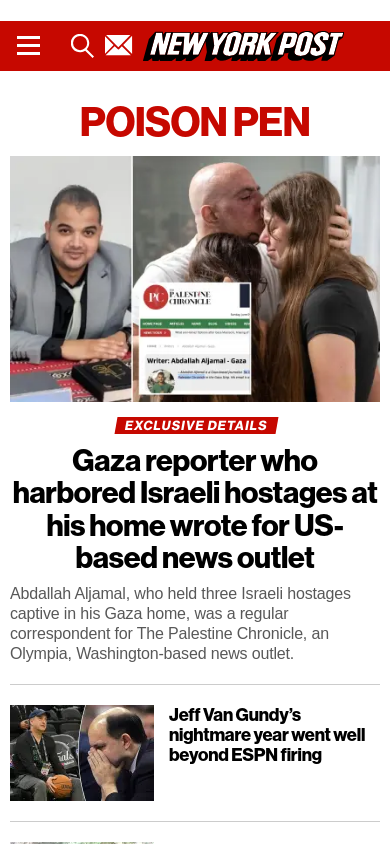 NEW YORK POST
POISON PEN
PC
THE
PALESTINE
CHRONICLE
Writer: Abdallah Aljamal - Gaza
EXCLUSIVE DETAILS
Gaza reporter who
harbored Israeli hostages at
his home wrote for US-
based news outlet
Abdallah Aljamal, who held three Israeli hostages
captive in his Gaza home, was a regular
correspondent for The Palestine Chronicle, an
Olympia, Washington-based news outlet.
Jeff Van Gundy’s
nightmare year went well
beyond ESPN firing